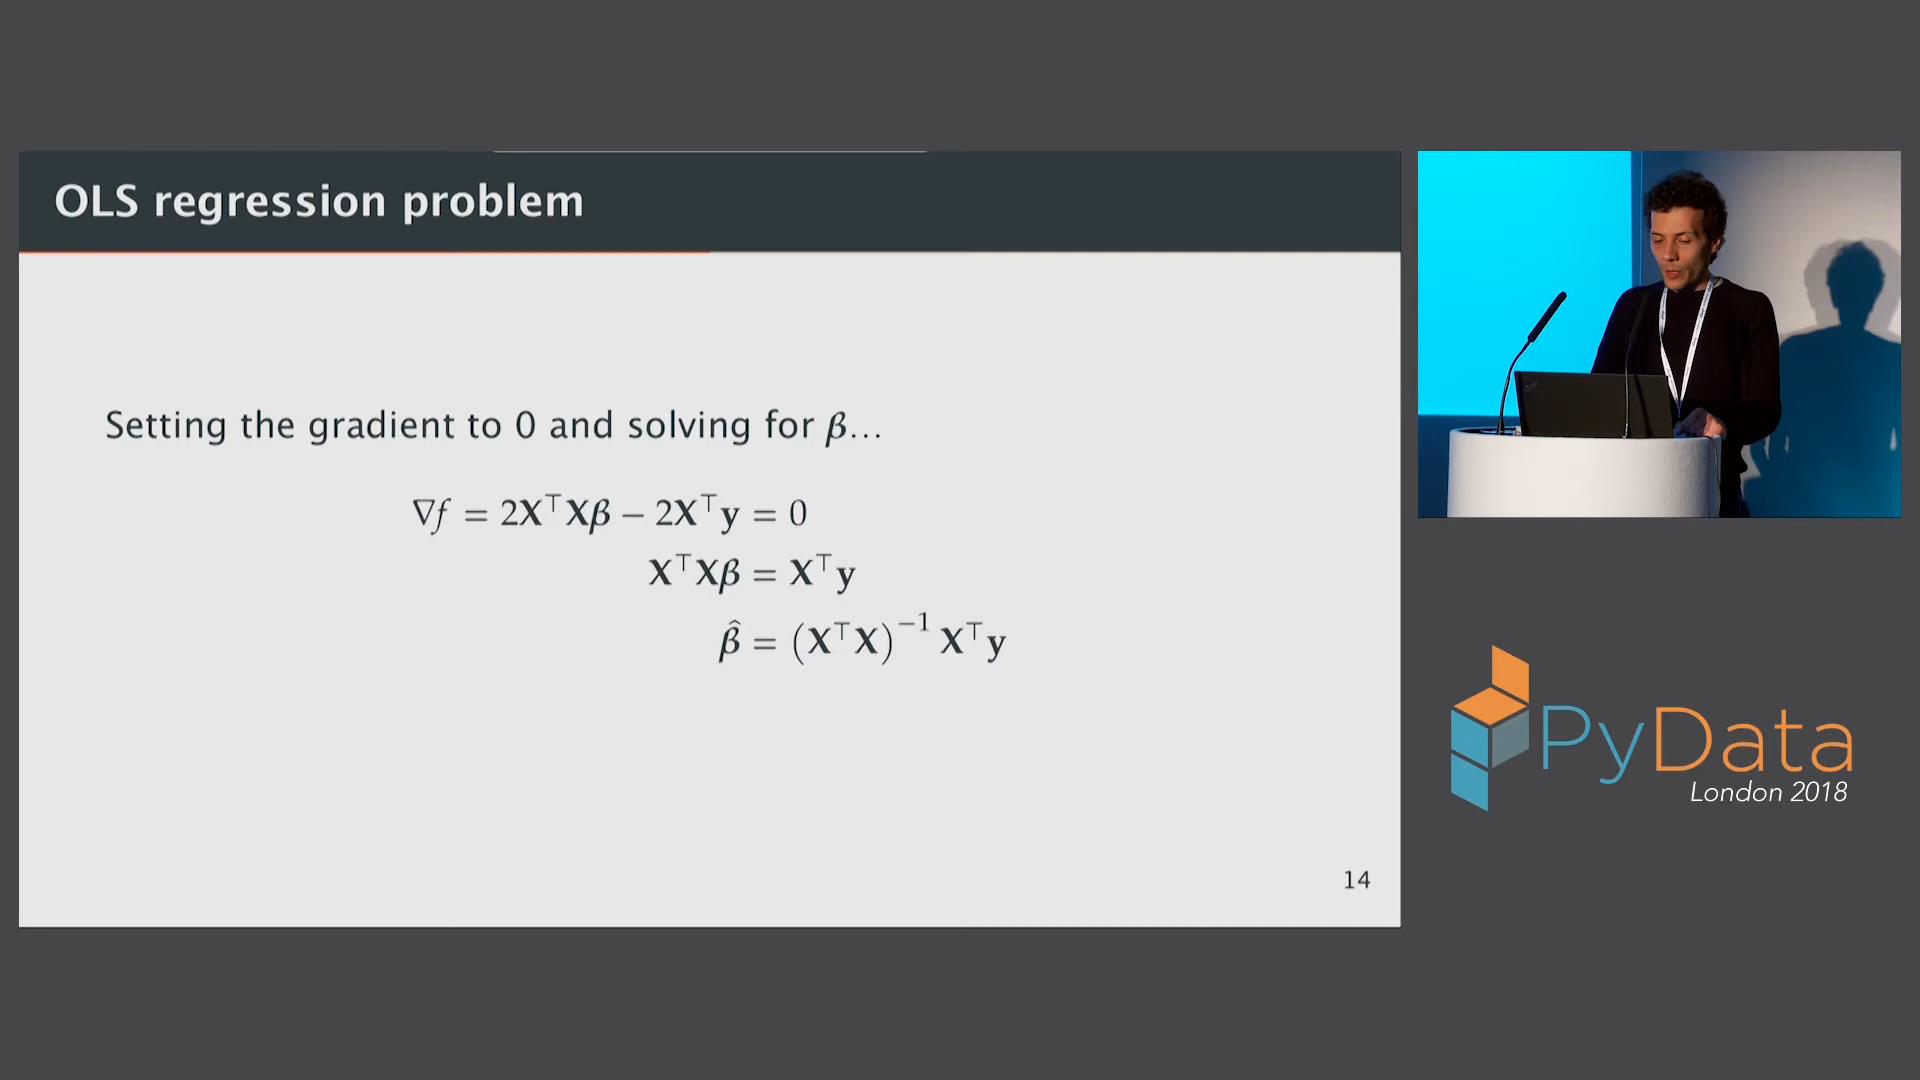 OLS regression problem
Setting the gradient to 0 and solving for β…
∇f = 2X⊤Xβ − 2X⊤y = 0
X⊤Xβ = X⊤y
β̂ = (X⊤X)⁻¹ X⊤y
14
PyData
London 2018